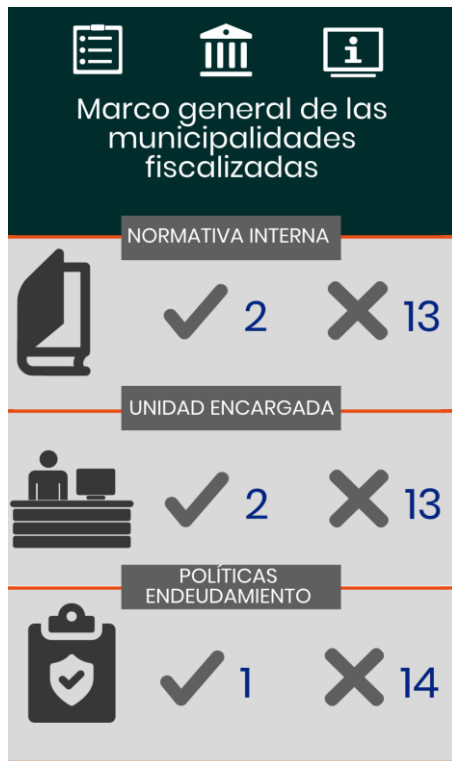 Marco general de las
municipalidades
fiscalizadas
NORMATIVA INTERNA
2 13
UNIDAD ENCARGADA
2 13
POLÍTICAS
ENDEUDAMIENTO
1 14